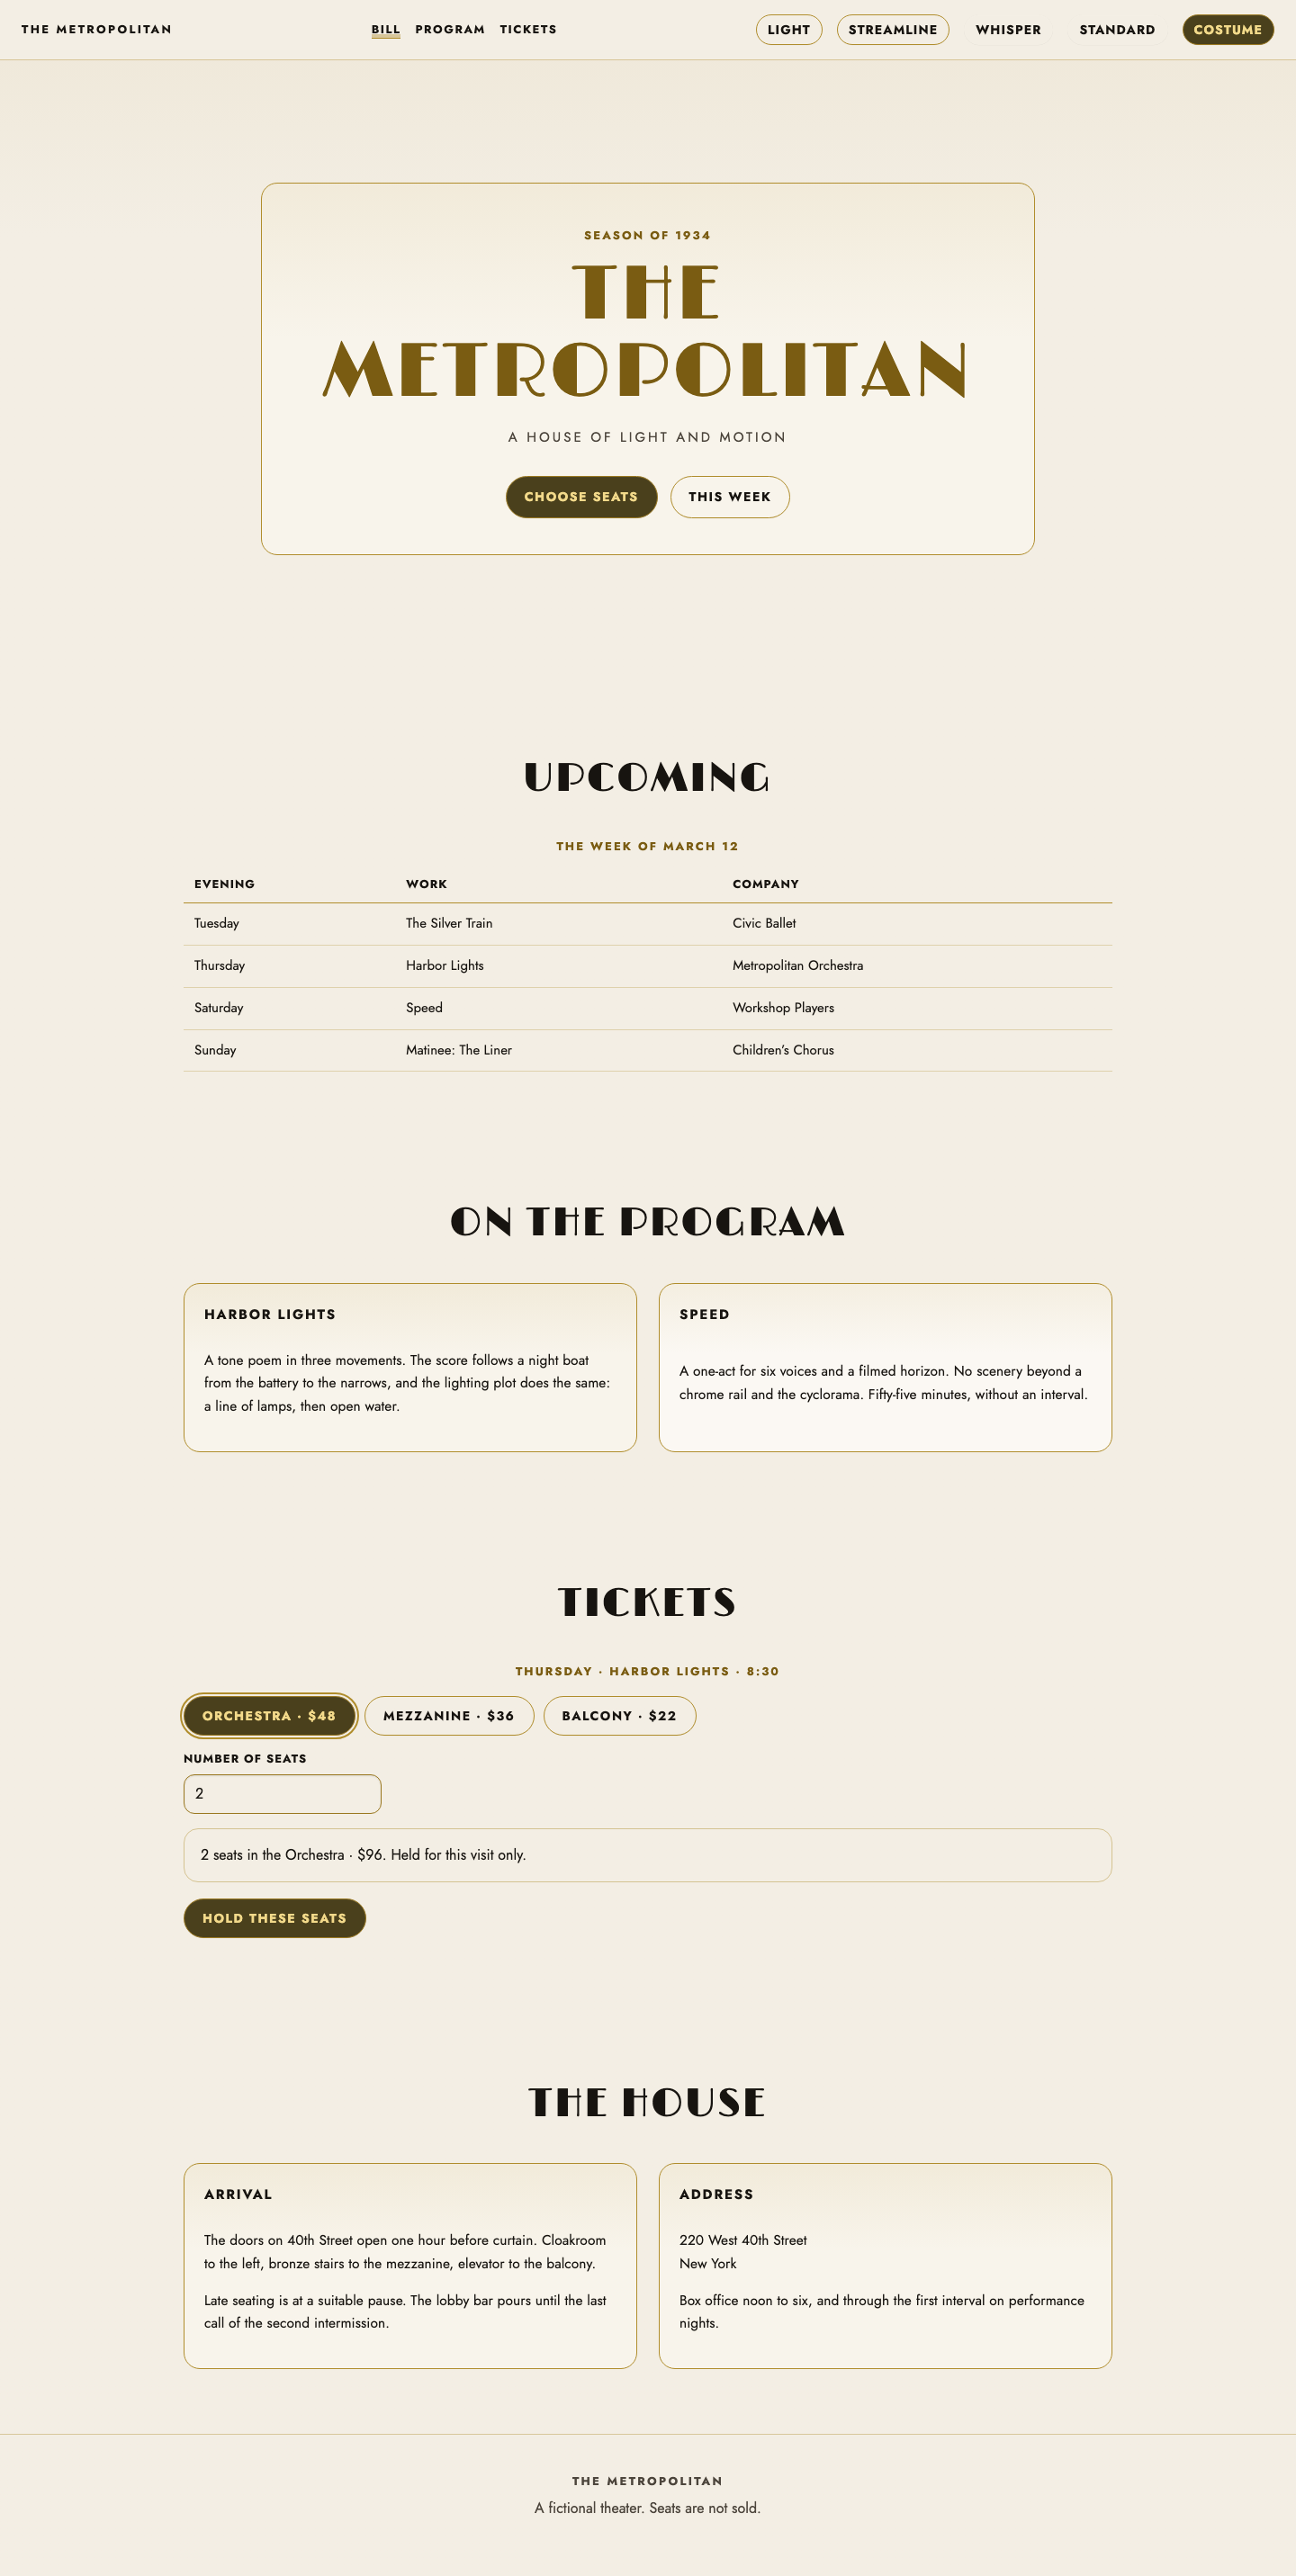 THE METROPOLITAN
BILL PROGRAM TICKETS
LIGHT STREAMLINE WHISPER STANDARD COSTUME
SEASON OF 1934
THE
METROPOLITAN
A HOUSE OF LIGHT AND MOTION
CHOOSE SEATS THIS WEEK
UPCOMING
THE WEEK OF MARCH 12
EVENING WORK COMPANY
Tuesday The Silver Train Civic Ballet
Thursday Harbor Lights Metropolitan Orchestra
Saturday Speed Workshop Players
Sunday Matinee: The Liner Children's Chorus
ON THE PROGRAM
HARBOR LIGHTS
A tone poem in three movements. The score follows a night boat
from the battery to the narrows, and the lighting plot does the same:
a line of lamps, then open water.
SPEED
A one-act for six voices and a filmed horizon. No scenery beyond a
chrome rail and the cyclorama. Fifty-five minutes, without an interval.
TICKETS
THURSDAY · HARBOR LIGHTS · 8:30
ORCHESTRA · $48 MEZZANINE · $36 BALCONY · $22
NUMBER OF SEATS
2
2 seats in the Orchestra · $96. Held for this visit only.
HOLD THESE SEATS
THE HOUSE
ARRIVAL
The doors on 40th Street open one hour before curtain. Cloakroom
to the left, bronze stairs to the mezzanine, elevator to the balcony.
Late seating is at a suitable pause. The lobby bar pours until the last
call of the second intermission.
ADDRESS
220 West 40th Street
New York
Box office noon to six, and through the first interval on performance
nights.
THE METROPOLITAN
A fictional theater. Seats are not sold.